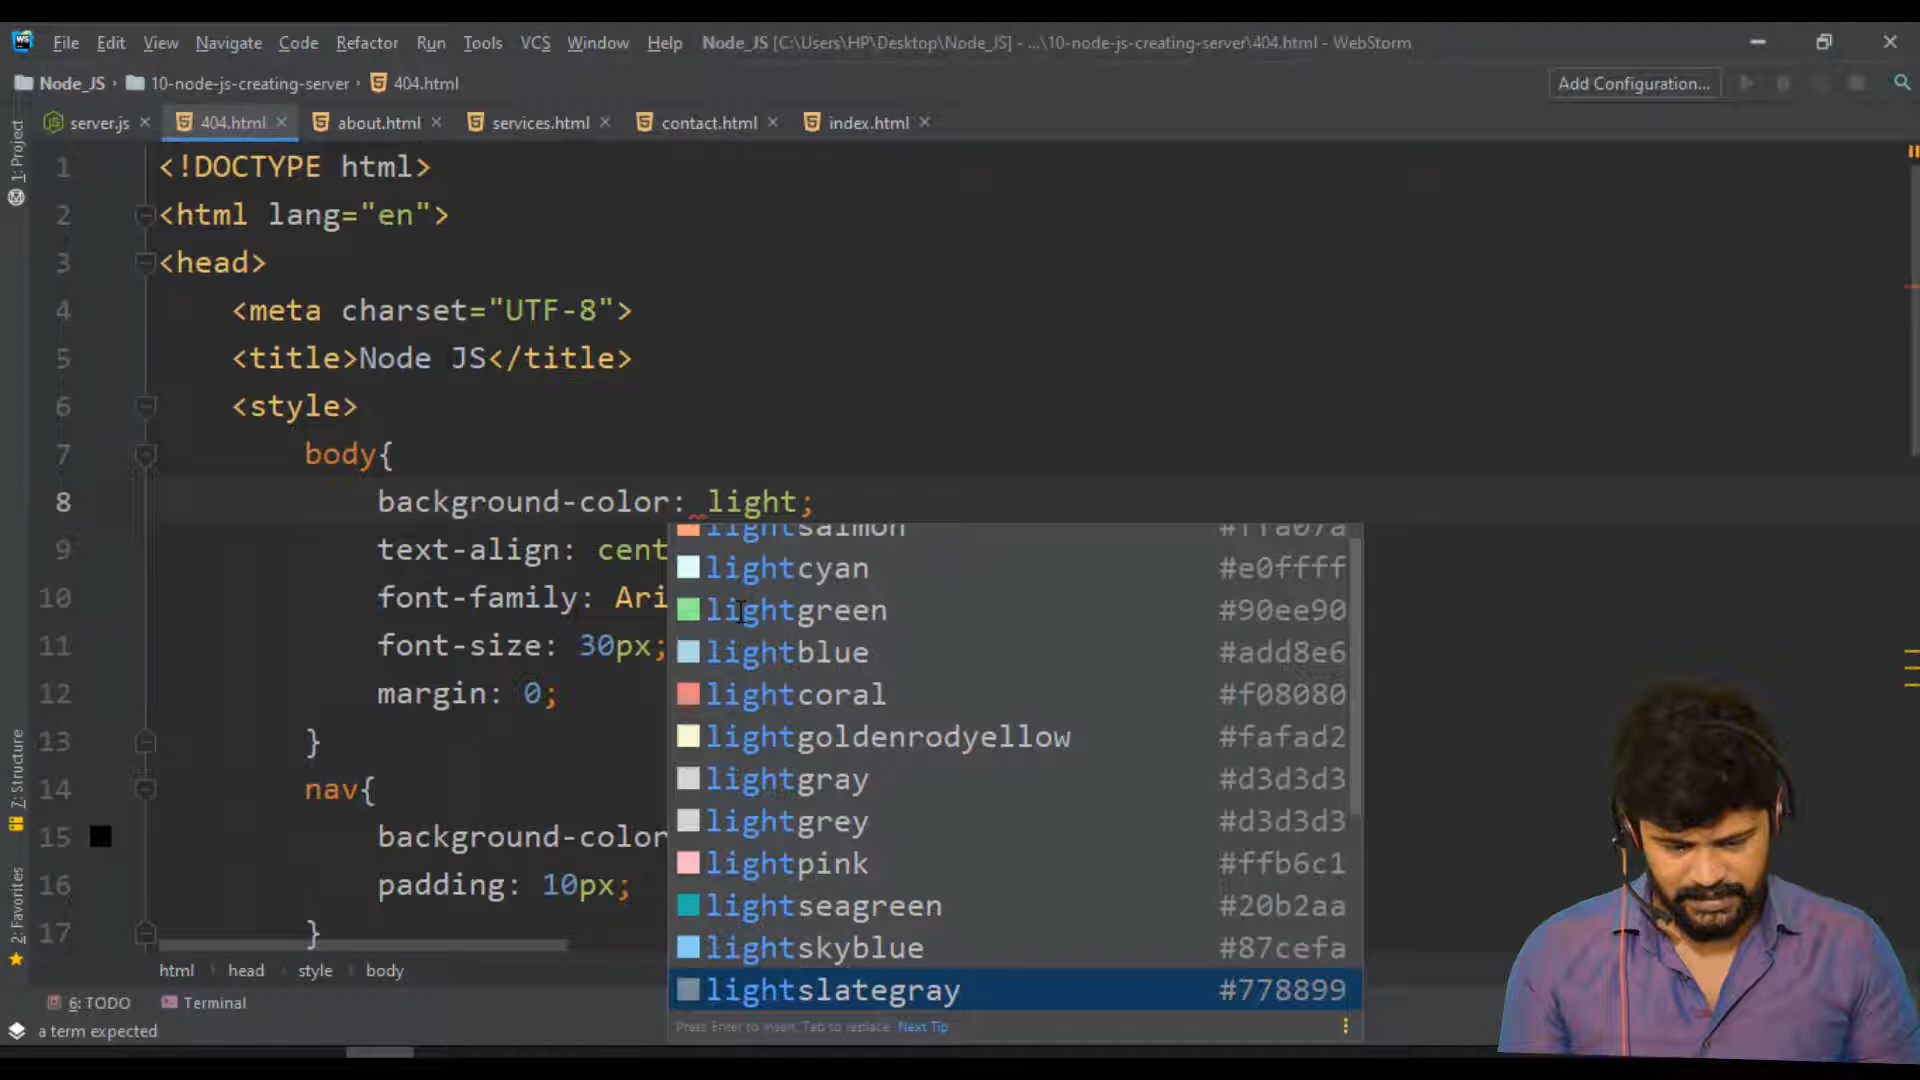 File Edit View Navigate Code Refactor Run Tools VCS Window Help Node_JS [C:\Users\HP\Desktop\Node_JS] - ...\10-node-js-creating-server\404.html - WebStorm
Node_JS 10-node-js-creating-server 404.html Add Configuration...
server.js 404.html about.html services.html contact.html index.html
1: Project
1 <!DOCTYPE html>
2 <html lang="en">
3 <head>
4 <meta charset="UTF-8">
5 <title>Node JS</title>
6 <style>
7 body{
8 background-color: light;
9 text-align: cent
10 font-family: Ari
11 font-size: 30px;
12 margin: 0;
13 }
14 nav{
15 background-color
16 padding: 10px;
17 }
lightsalmon #ffa07a
lightcyan #e0ffff
lightgreen #90ee90
lightblue #add8e6
lightcoral #f08080
lightgoldenrodyellow #fafad2
lightgray #d3d3d3
lightgrey #d3d3d3
lightpink #ffb6c1
lightseagreen #20b2aa
lightskyblue #87cefa
lightslategray #778899
Press Enter to insert, Tab to replace Next Tip
7: Structure
2: Favorites
html head style body
6: TODO Terminal
a term expected